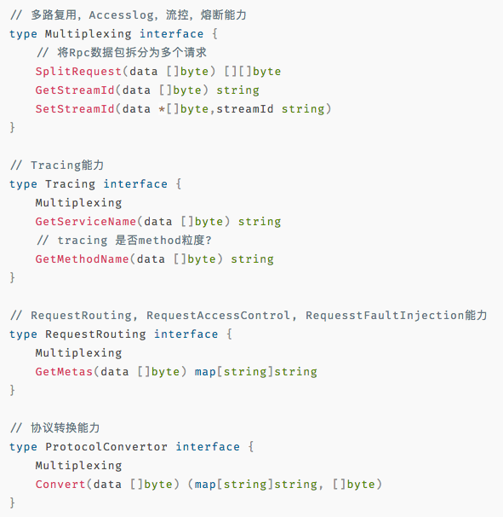 // 多路复用, Accesslog, 流控, 熔断能力
type Multiplexing interface {
    // 将Rpc数据包拆分为多个请求
    SplitRequest(data []byte) [][]byte
    GetStreamId(data []byte) string
    SetStreamId(data *[]byte,streamId string)
}

// Tracing能力
type Tracing interface {
    Multiplexing
    GetServiceName(data []byte) string
    // tracing 是否method粒度?
    GetMethodName(data []byte) string
}

// RequestRouting, RequestAccessControl, RequesstFaultInjection能力
type RequestRouting interface {
    Multiplexing
    GetMetas(data []byte) map[string]string
}

// 协议转换能力
type ProtocolConvertor interface {
    Multiplexing
    Convert(data []byte) (map[string]string, []byte)
}